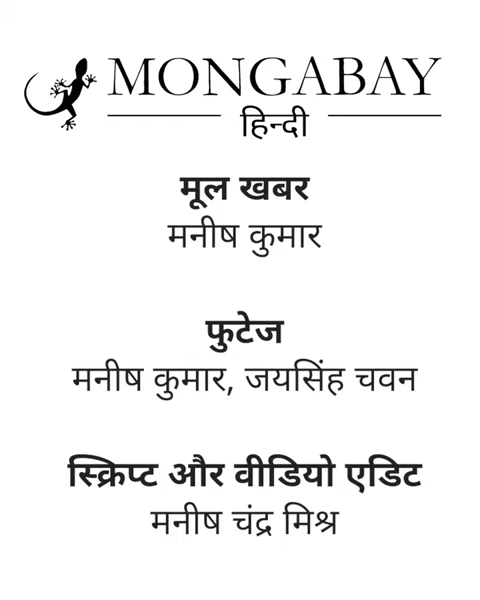 MONGABAY
हिन्दी
मूल खबर
मनीष कुमार
फुटेज
मनीष कुमार, जयसिंह चवन
स्क्रिप्ट और वीडियो एडिट
मनीष चंद्र मिश्र